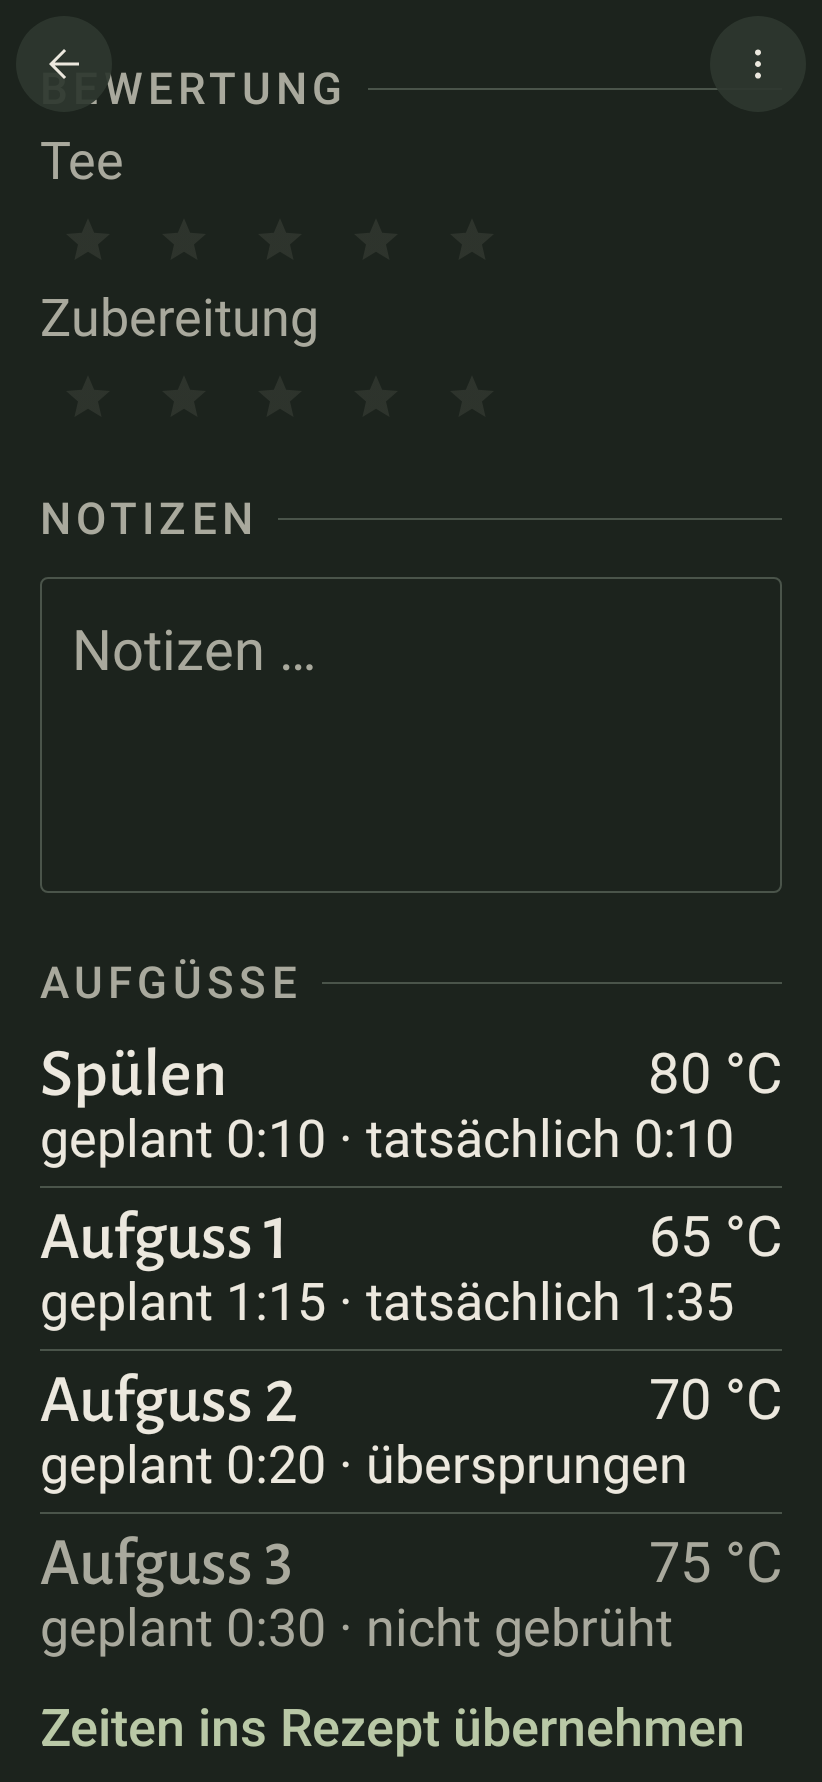 BEWERTUNG
Tee
Zubereitung
NOTIZEN
Notizen …
AUFGÜSSE
Spülen 80 °C
geplant 0:10 · tatsächlich 0:10
Aufguss 1 65 °C
geplant 1:15 · tatsächlich 1:35
Aufguss 2 70 °C
geplant 0:20 · übersprungen
Aufguss 3 75 °C
geplant 0:30 · nicht gebrüht
Zeiten ins Rezept übernehmen